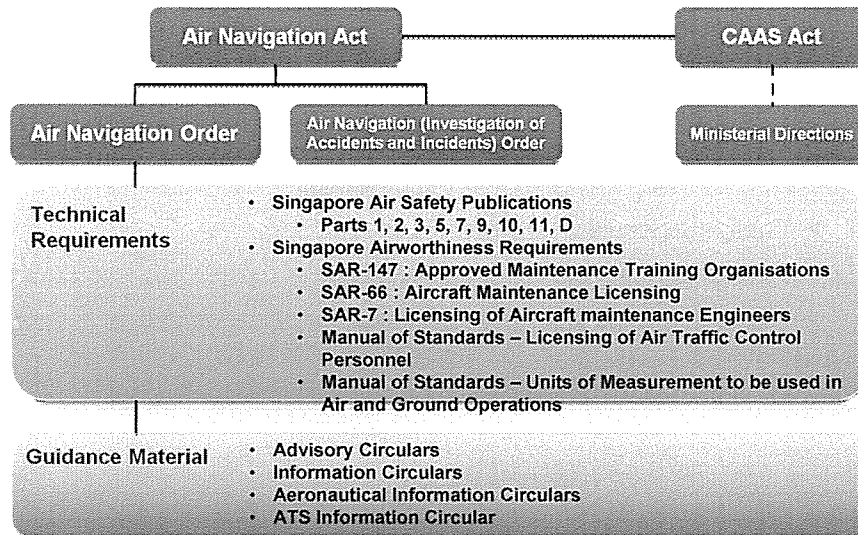 Air Navigation Act
CAAS Act
Air Navigation Order
Air Navigation (Investigation of
Accidents and Incidents) Order
Ministerial Directions
Technical
Requirements
• Singapore Air Safety Publications
• Parts 1, 2, 3, 5, 7, 9, 10, 11, D
• Singapore Airworthiness Requirements
• SAR-147 : Approved Maintenance Training Organisations
• SAR-66 : Aircraft Maintenance Licensing
• SAR-7 : Licensing of Aircraft maintenance Engineers
• Manual of Standards – Licensing of Air Traffic Control
Personnel
• Manual of Standards – Units of Measurement to be used in
Air and Ground Operations
Guidance Material
• Advisory Circulars
• Information Circulars
• Aeronautical Information Circulars
• ATS Information Circular